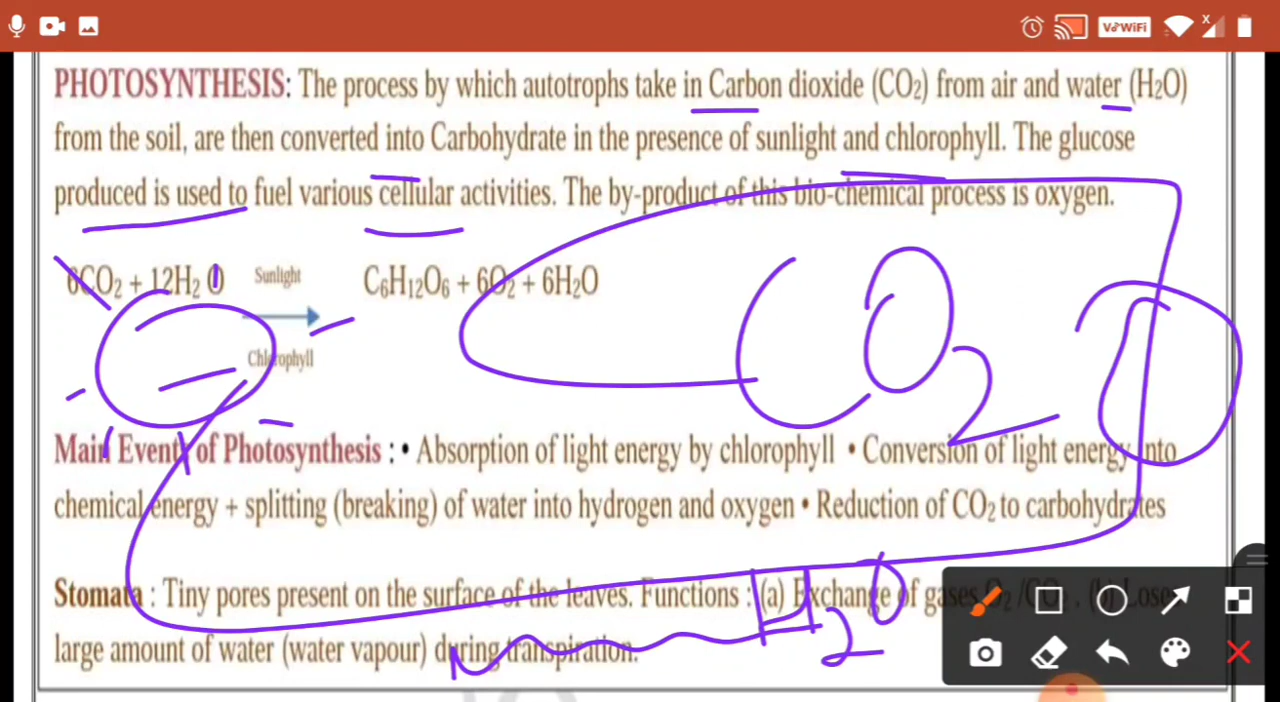 VoWiFi
PHOTOSYNTHESIS: The process by which autotrophs take in Carbon dioxide (CO2) from air and water (H2O)
from the soil, are then converted into Carbohydrate in the presence of sunlight and chlorophyll. The glucose
produced is used to fuel various cellular activities. The by-product of this bio-chemical process is oxygen.
6CO2 + 12H2 O Sunlight C6H12O6 + 6O2 + 6H2O
Chlorophyll
CO2
Main Events of Photosynthesis : • Absorption of light energy by chlorophyll • Conversion of light energy into
chemical energy + splitting (breaking) of water into hydrogen and oxygen • Reduction of CO2 to carbohydrates
Stomata : Tiny pores present on the surface of the leaves. Functions : (a) Exchange of gases O2 /CO2 . (b) Loses
large amount of water (water vapour) during transpiration.
H2O